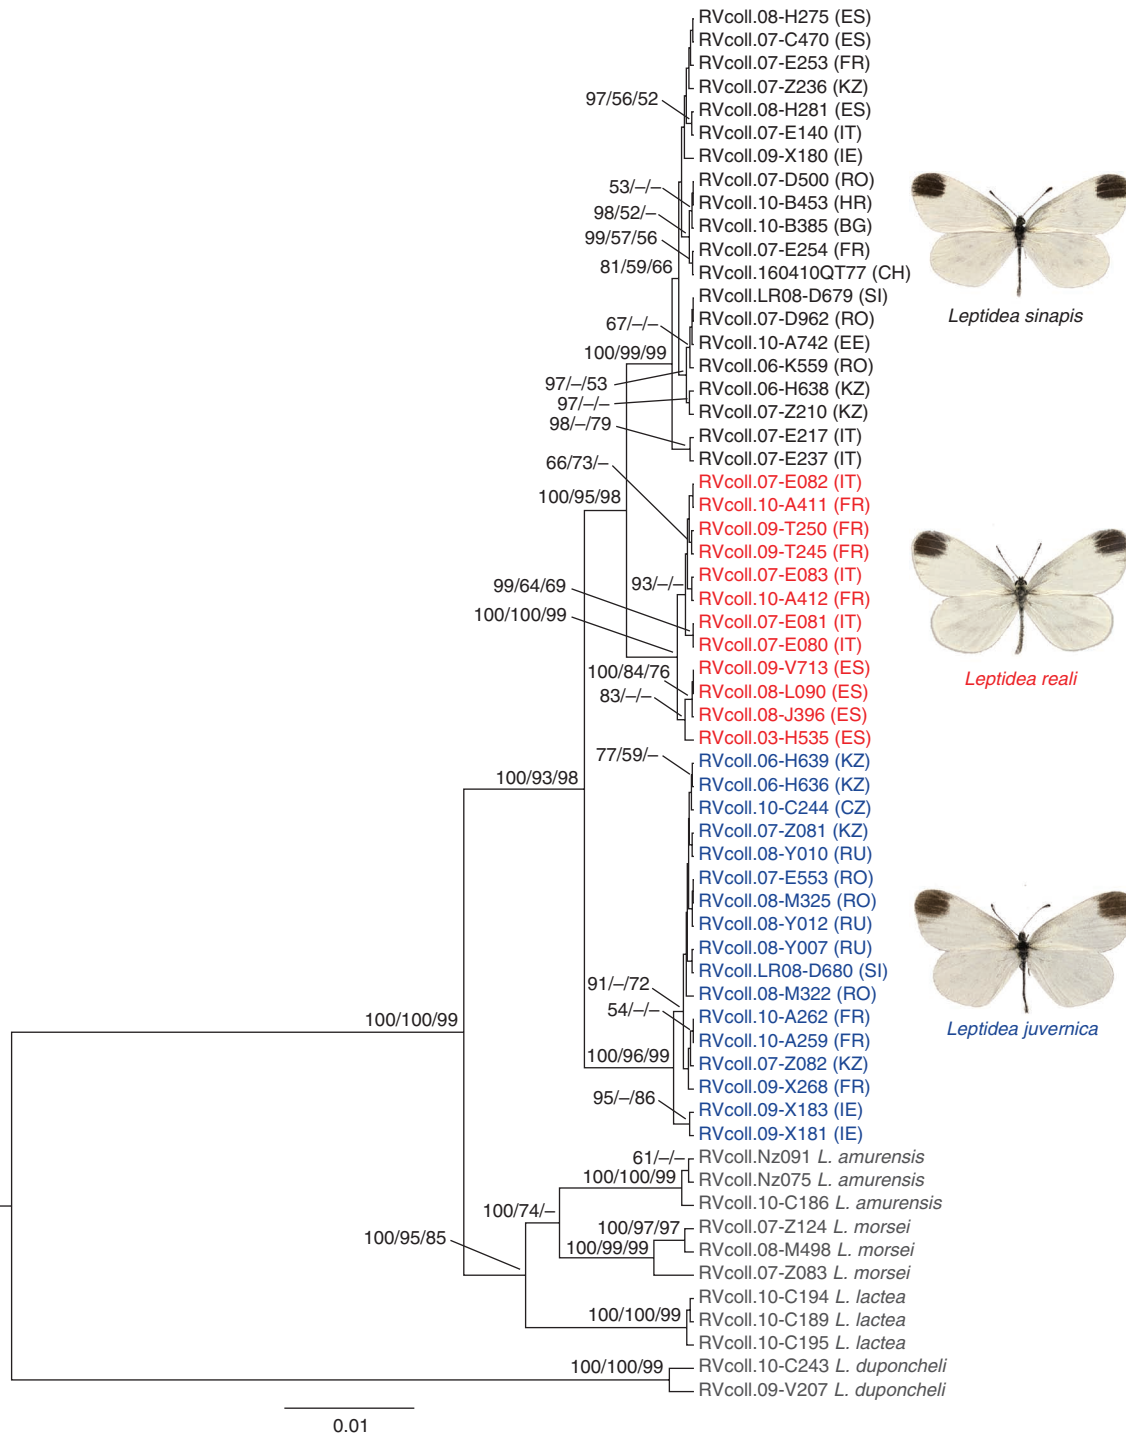 RVcoll.08-H275 (ES)
RVcoll.07-C470 (ES)
RVcoll.07-E253 (FR)
RVcoll.07-Z236 (KZ)
97/56/52
RVcoll.08-H281 (ES)
RVcoll.07-E140 (IT)
RVcoll.09-X180 (IE)
53/–/–
RVcoll.07-D500 (RO)
RVcoll.10-B453 (HR)
98/52/–
RVcoll.10-B385 (BG)
99/57/56
RVcoll.07-E254 (FR)
81/59/66
RVcoll.160410QT77 (CH)
RVcoll.LR08-D679 (SI)
Leptidea sinapis
67/–/–
RVcoll.07-D962 (RO)
RVcoll.10-A742 (EE)
100/99/99
RVcoll.06-K559 (RO)
97/–/53
RVcoll.06-H638 (KZ)
97/–/–
RVcoll.07-Z210 (KZ)
98/–/79
RVcoll.07-E217 (IT)
RVcoll.07-E237 (IT)
66/73/–
RVcoll.07-E082 (IT)
100/95/98
RVcoll.10-A411 (FR)
RVcoll.09-T250 (FR)
RVcoll.09-T245 (FR)
99/64/69
93/–/–
RVcoll.07-E083 (IT)
RVcoll.10-A412 (FR)
100/100/99
RVcoll.07-E081 (IT)
RVcoll.07-E080 (IT)
100/84/76
RVcoll.09-V713 (ES)
Leptidea reali
83/–/–
RVcoll.08-L090 (ES)
RVcoll.08-J396 (ES)
RVcoll.03-H535 (ES)
77/59/–
RVcoll.06-H639 (KZ)
100/93/98
RVcoll.06-H636 (KZ)
RVcoll.10-C244 (CZ)
RVcoll.07-Z081 (KZ)
RVcoll.08-Y010 (RU)
RVcoll.07-E553 (RO)
RVcoll.08-M325 (RO)
RVcoll.08-Y012 (RU)
RVcoll.08-Y007 (RU)
RVcoll.LR08-D680 (SI)
91/–/72
RVcoll.08-M322 (RO)
54/–/–
RVcoll.10-A262 (FR)
100/100/99
Leptidea juvernica
RVcoll.10-A259 (FR)
100/96/99
RVcoll.07-Z082 (KZ)
RVcoll.09-X268 (FR)
95/–/86
RVcoll.09-X183 (IE)
RVcoll.09-X181 (IE)
61/–/–
RVcoll.Nz091 L. amurensis
100/100/99
RVcoll.Nz075 L. amurensis
RVcoll.10-C186 L. amurensis
100/74/–
100/97/97
RVcoll.07-Z124 L. morsei
100/95/85
100/99/99
RVcoll.08-M498 L. morsei
RVcoll.07-Z083 L. morsei
RVcoll.10-C194 L. lactea
100/100/99
RVcoll.10-C189 L. lactea
RVcoll.10-C195 L. lactea
100/100/99
RVcoll.10-C243 L. duponcheli
RVcoll.09-V207 L. duponcheli
0.01